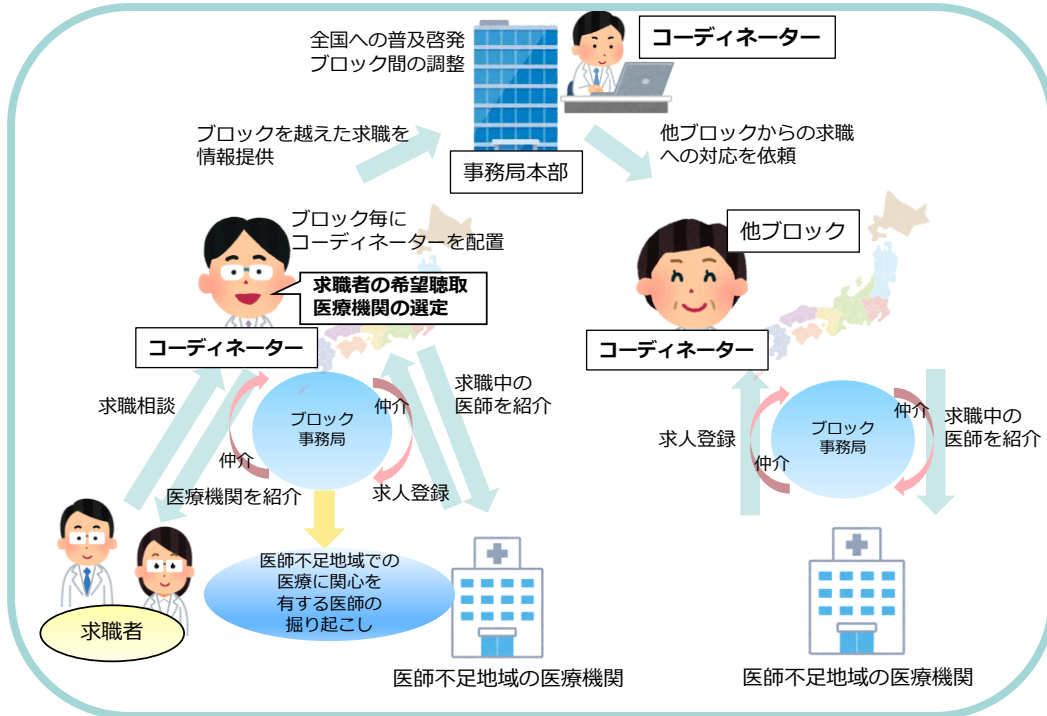 全国への普及啓発
ブロック間の調整
コーディネーター
ブロックを越えた求職を
情報提供
他ブロックからの求職
への対応を依頼
事務局本部
ブロック毎に
コーディネーターを配置
求職者の希望聴取
医療機関の選定
コーディネーター
他ブロック
コーディネーター
求職相談
ブロック
事務局
仲介
仲介
求職中の
医師を紹介
医療機関を紹介
求人登録
求人登録
ブロック
事務局
仲介
仲介
求職中の
医師を紹介
医師不足地域での
医療に関心を
有する医師の
掘り起こし
求職者
医師不足地域の医療機関
医師不足地域の医療機関